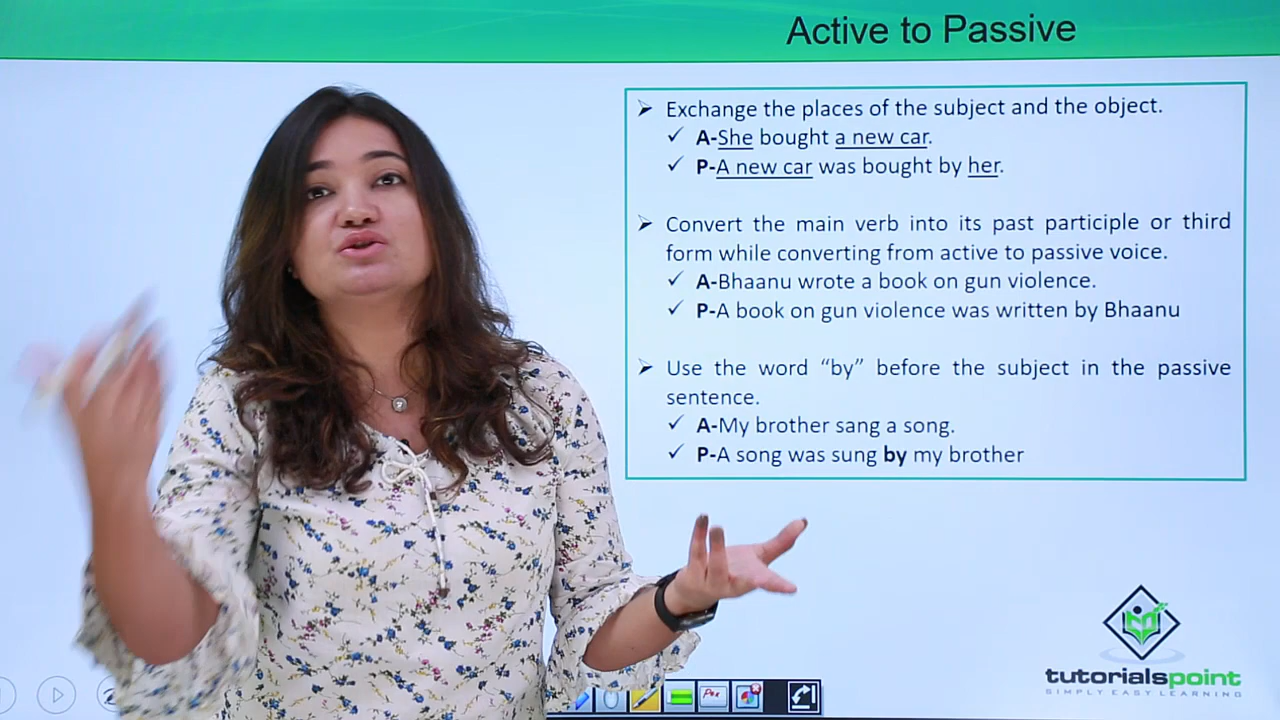 Active to Passive
➢ Exchange the places of the subject and the object.
✓ A-She bought a new car.
✓ P-A new car was bought by her.
➢ Convert the main verb into its past participle or third
form while converting from active to passive voice.
✓ A-Bhaanu wrote a book on gun violence.
✓ P-A book on gun violence was written by Bhaanu
➢ Use the word “by” before the subject in the passive
sentence.
✓ A-My brother sang a song.
✓ P-A song was sung by my brother
tutorialspoint
SIMPLY EASY LEARNING
Pen